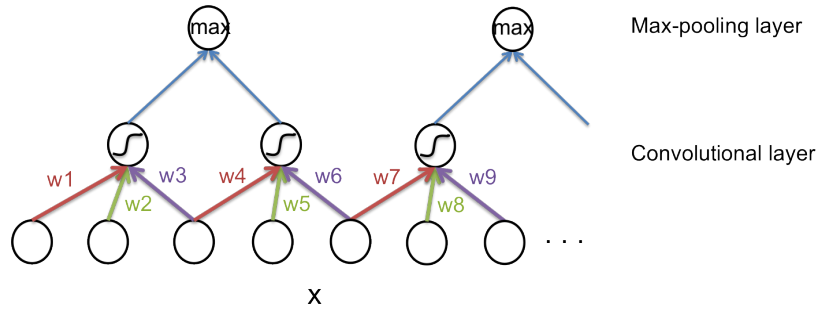 max max Max-pooling layer
Convolutional layer
w1 w2 w3 w4 w5 w6 w7 w8 w9
. . .
x